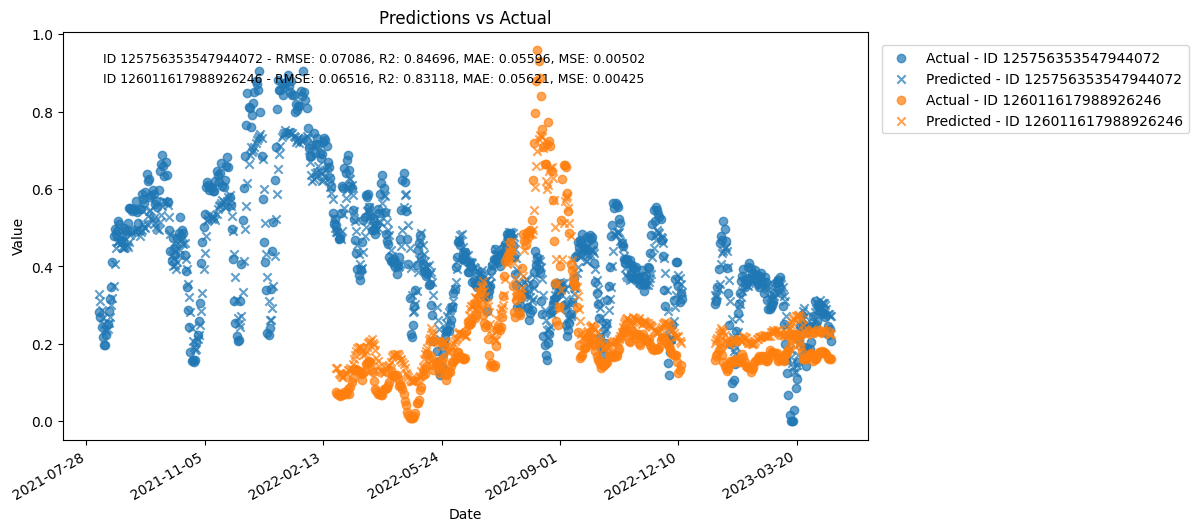 Predictions vs Actual
ID 125756353547944072 - RMSE: 0.07086, R2: 0.84696, MAE: 0.05596, MSE: 0.00502
ID 126011617988926246 - RMSE: 0.06516, R2: 0.83118, MAE: 0.05621, MSE: 0.00425
Actual - ID 125756353547944072
Predicted - ID 125756353547944072
Actual - ID 126011617988926246
Predicted - ID 126011617988926246
Value
1.0
0.8
0.6
0.4
0.2
0.0
2021-07-28
2021-11-05
2022-02-13
2022-05-24
2022-09-01
2022-12-10
2023-03-20
Date